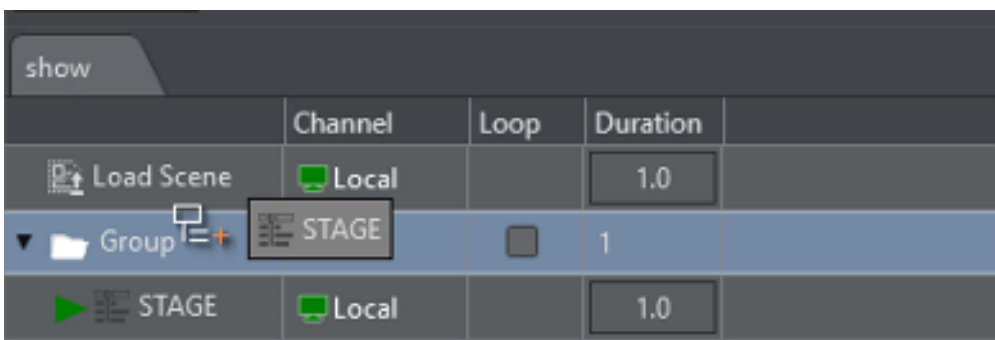 show
Channel Loop Duration
Load Scene Local 1.0
Group STAGE 1
STAGE Local 1.0